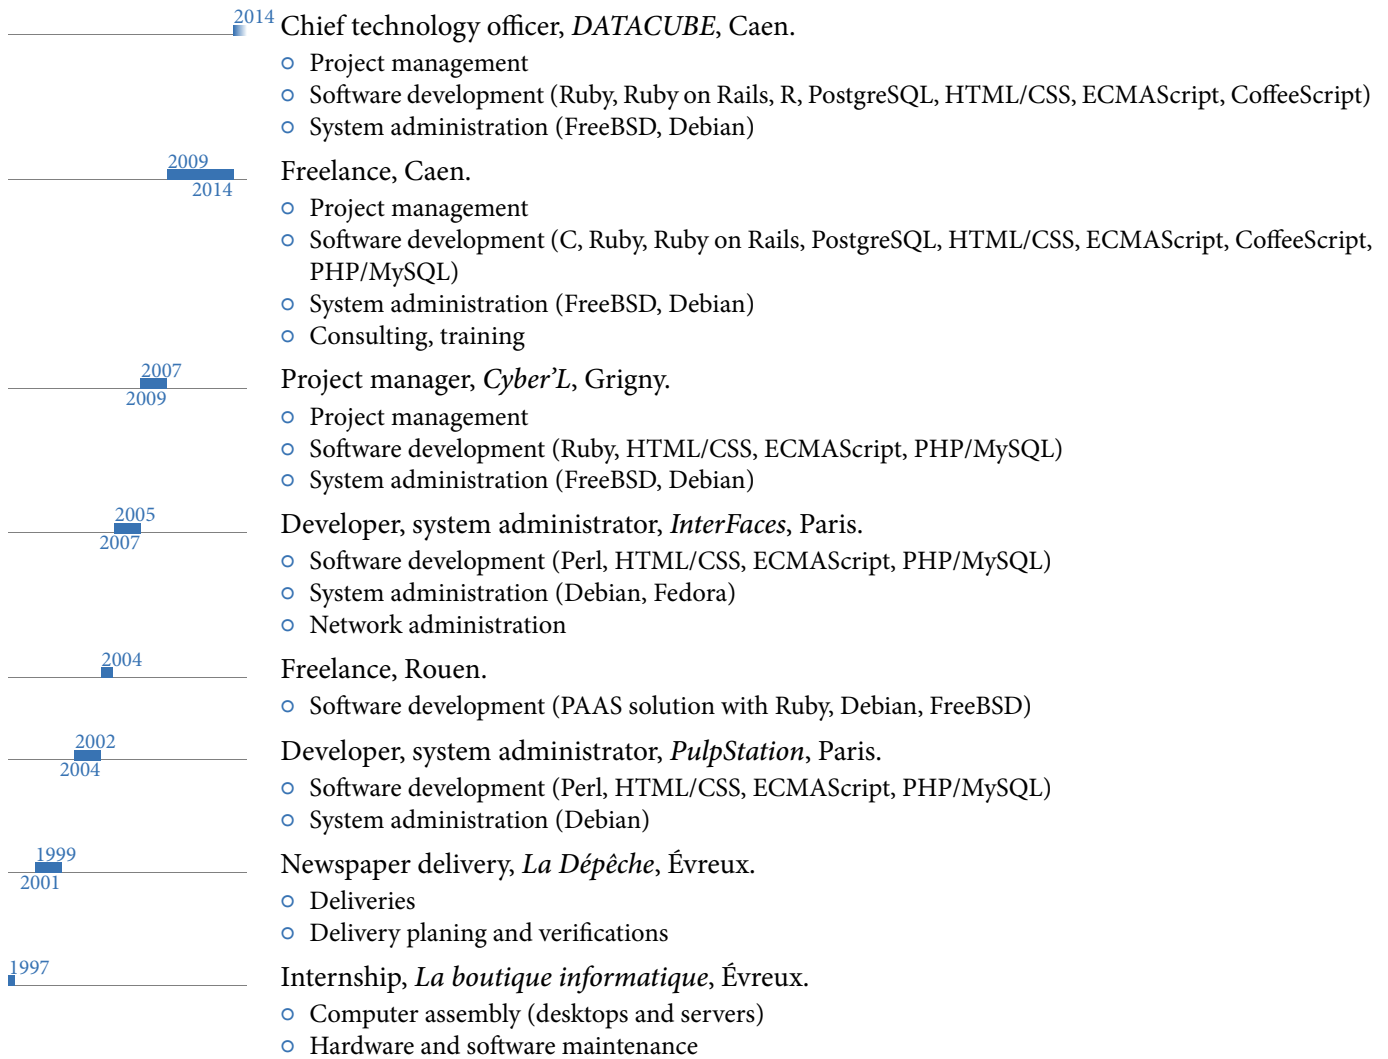 2014 Chief technology officer, DATACUBE, Caen.
Project management
Software development (Ruby, Ruby on Rails, R, PostgreSQL, HTML/CSS, ECMAScript, CoffeeScript)
System administration (FreeBSD, Debian)
2009
2014
Freelance, Caen.
Project management
Software development (C, Ruby, Ruby on Rails, PostgreSQL, HTML/CSS, ECMAScript, CoffeeScript,
PHP/MySQL)
System administration (FreeBSD, Debian)
Consulting, training
2007
2009
Project manager, Cyber’L, Grigny.
Project management
Software development (Ruby, HTML/CSS, ECMAScript, PHP/MySQL)
System administration (FreeBSD, Debian)
2005
2007
Developer, system administrator, InterFaces, Paris.
Software development (Perl, HTML/CSS, ECMAScript, PHP/MySQL)
System administration (Debian, Fedora)
Network administration
2004
Freelance, Rouen.
Software development (PAAS solution with Ruby, Debian, FreeBSD)
2002
2004
Developer, system administrator, PulpStation, Paris.
Software development (Perl, HTML/CSS, ECMAScript, PHP/MySQL)
System administration (Debian)
1999
2001
Newspaper delivery, La Dépêche, Évreux.
Deliveries
Delivery planing and verifications
1997
Internship, La boutique informatique, Évreux.
Computer assembly (desktops and servers)
Hardware and software maintenance